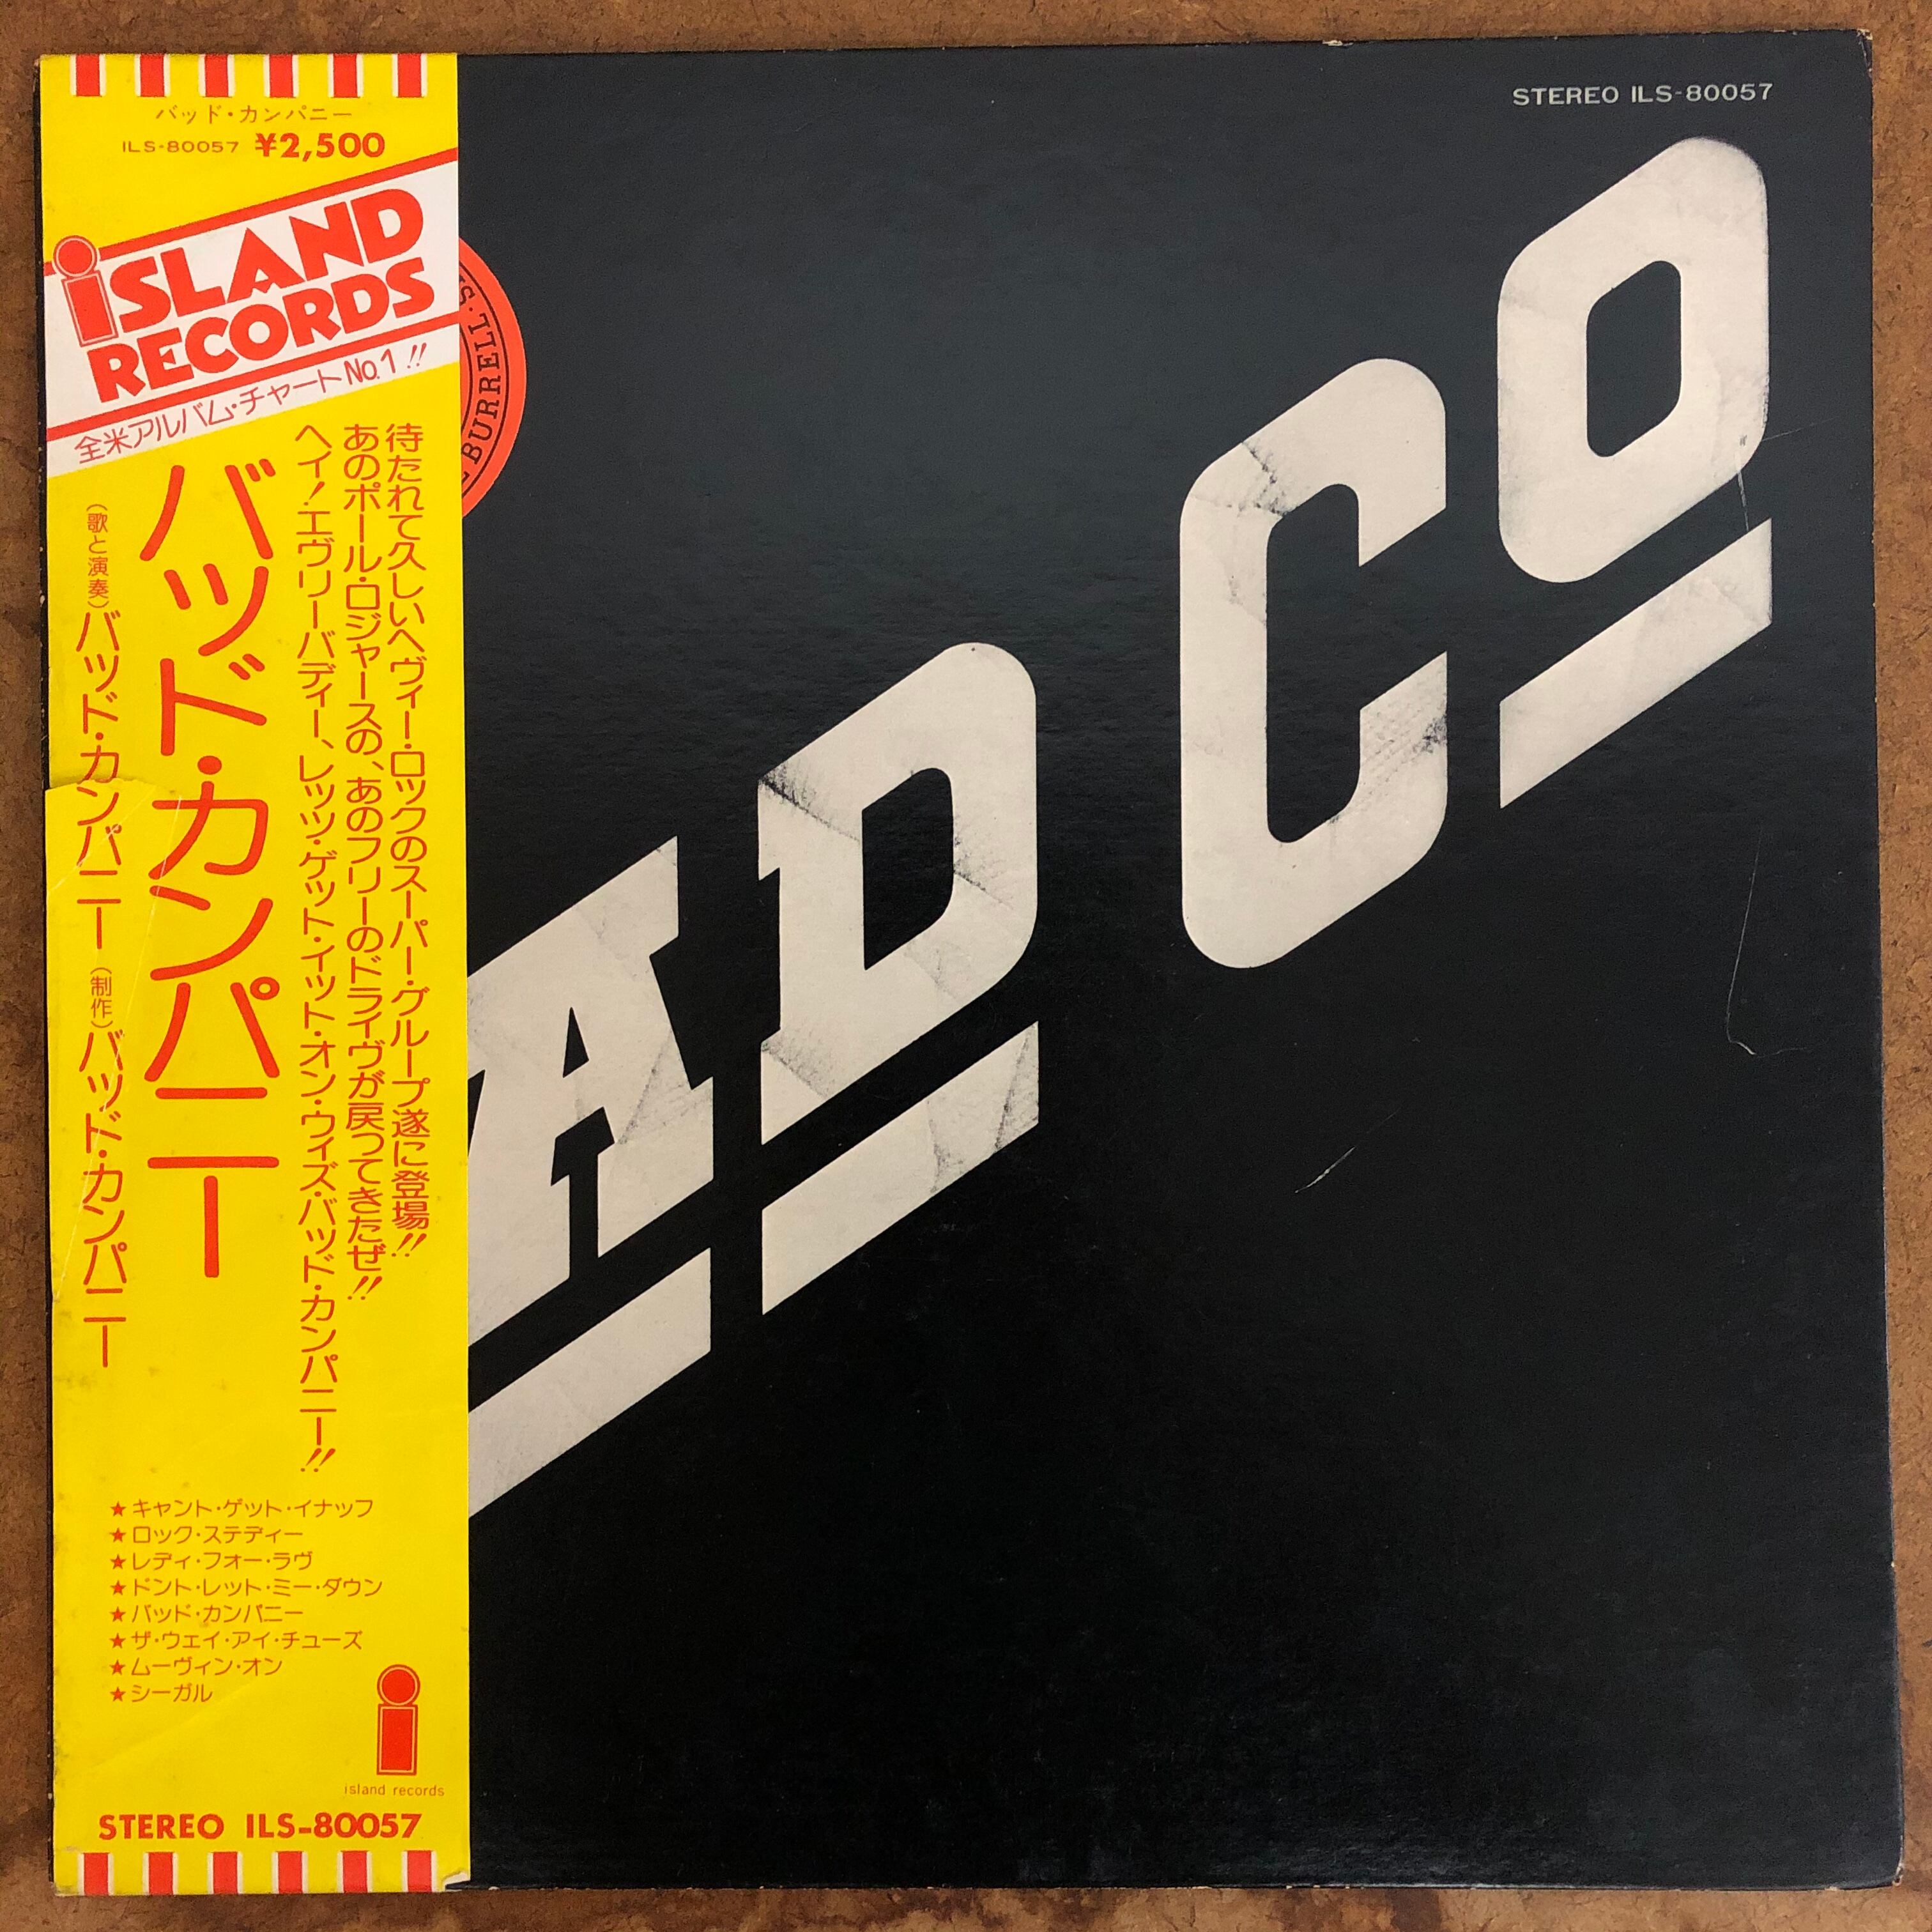 バッド・カンパニー
ILS-80057 ¥2,500
iSLAND
RECORDS
全米アルバム・チャートNo.1!!
待たれて久しいヘヴィー・ロックのスーパー・グループ遂に登場!!
あのポール・ロジャースの、あのフリーのドライヴが戻ってきたぜ!!
ヘイ!エヴリーバディー、レッツ・ゲット・イット・オン・ウィズ・バッド・カンパニー!!
バッド・カンパニー
(歌と演奏)バッド・カンパニー (制作)バッド・カンパニー
★キャント・ゲット・イナッフ
★ロック・ステディー
★レディ・フォー・ラヴ
★ドント・レット・ミー・ダウン
★バッド・カンパニー
★ザ・ウェイ・アイ・チューズ
★ムーヴィン・オン
★シーガル
island records
STEREO ILS-80057
STEREO ILS-80057
BURRELL
AD CO